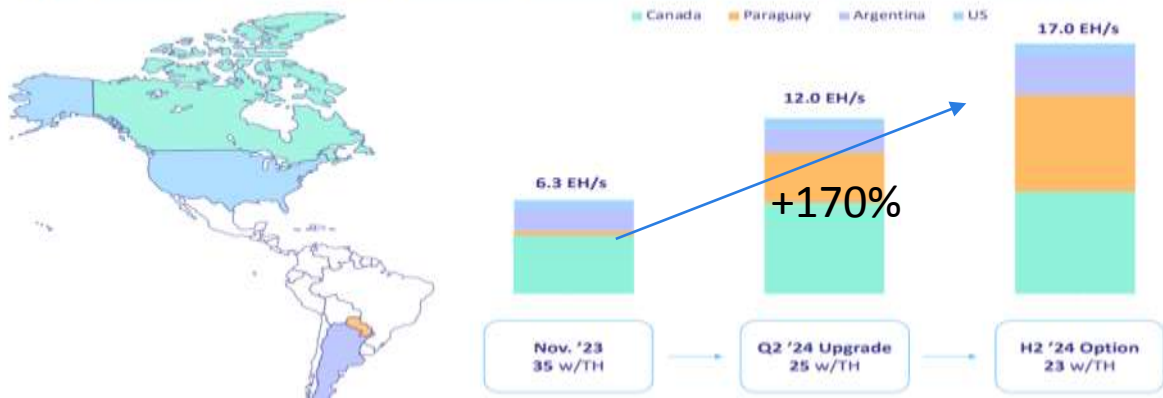 Canada Paraguay Argentina US
17.0 EH/s
12.0 EH/s
6.3 EH/s
+170%
Nov. '23
35 w/TH
Q2 '24 Upgrade
25 w/TH
H2 '24 Option
23 w/TH